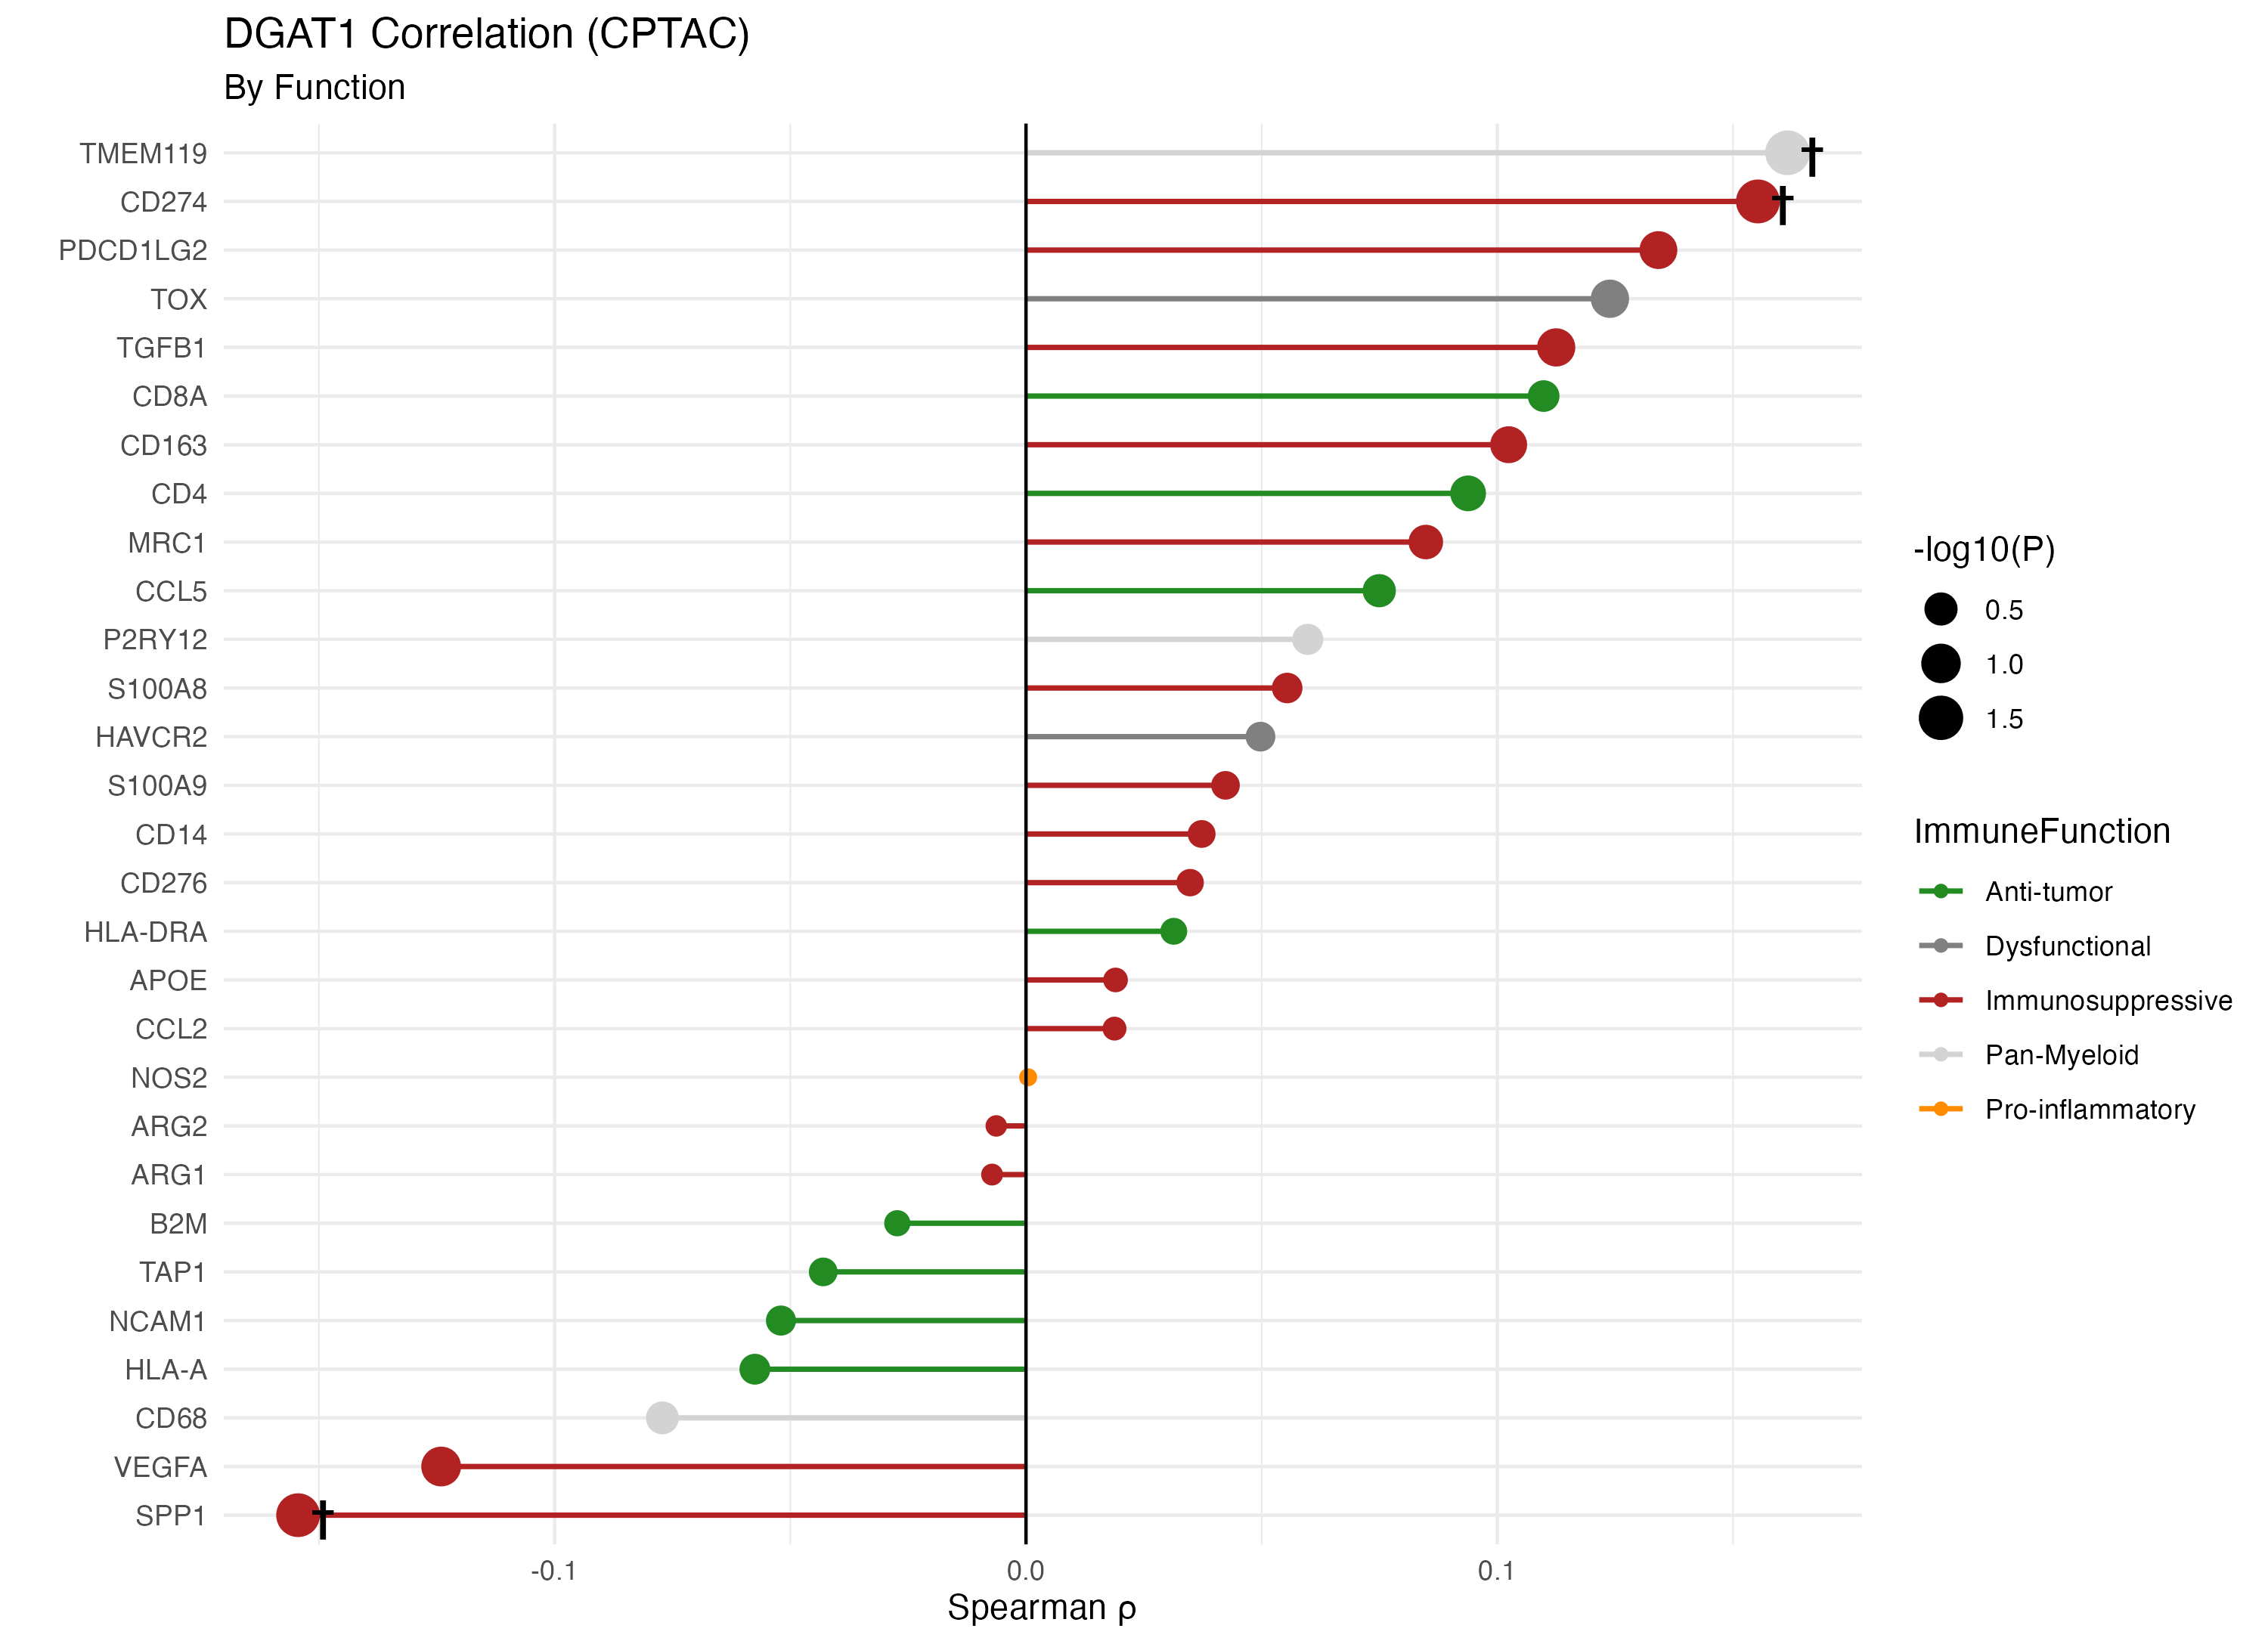 DGAT1 Correlation (CPTAC)
By Function
TMEM119
†
CD274
†
PDCD1LG2
TOX
TGFB1
CD8A
CD163
CD4
MRC1
CCL5
P2RY12
S100A8
HAVCR2
S100A9
CD14
CD276
HLA-DRA
APOE
CCL2
NOS2
ARG2
ARG1
B2M
TAP1
NCAM1
HLA-A
CD68
VEGFA
SPP1
†
-0.1
0.0
0.1
Spearman ρ
-log10(P)
0.5
1.0
1.5
ImmuneFunction
Anti-tumor
Dysfunctional
Immunosuppressive
Pan-Myeloid
Pro-inflammatory